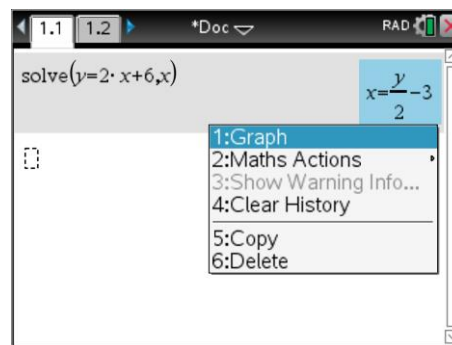 1.1 1.2 *Doc RAD
solve(y=2· x+6,x)
x=y/2−3
1:Graph
2:Maths Actions
3:Show Warning Info...
4:Clear History
5:Copy
6:Delete